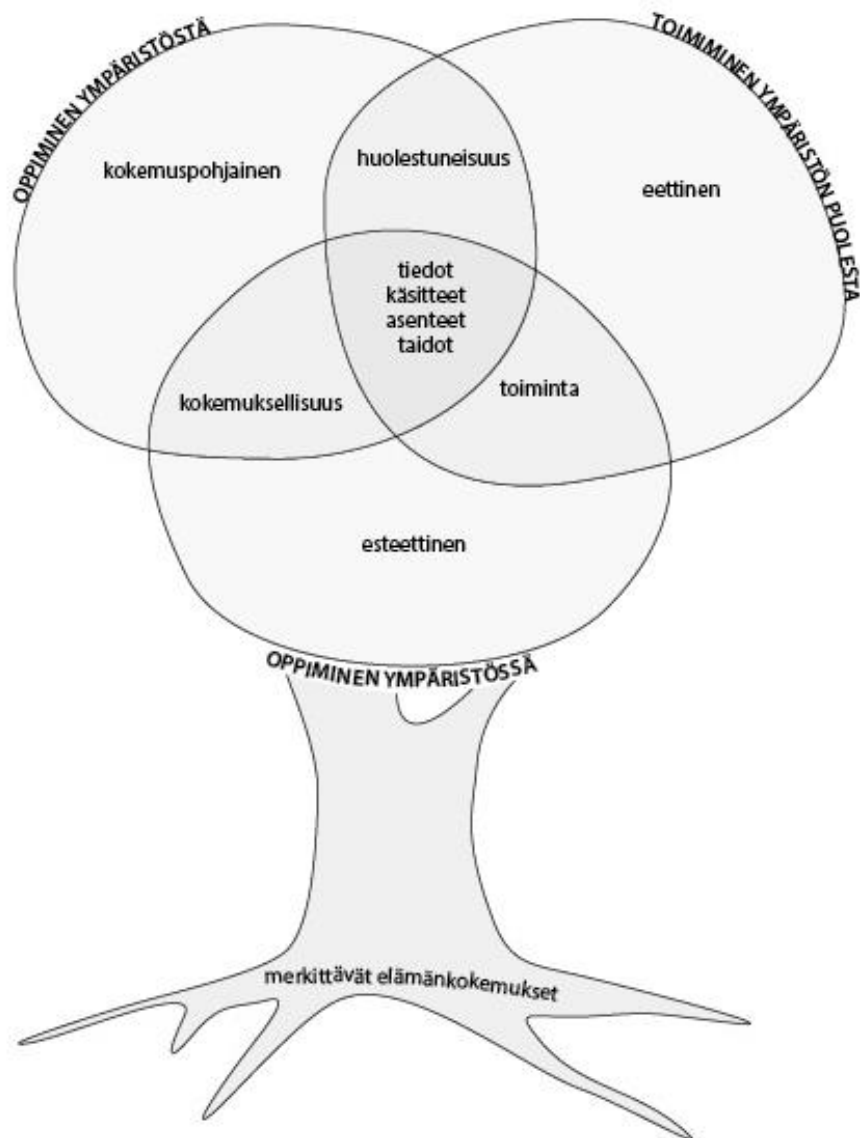 OPPIMINEN YMPÄRISTÖSTÄ
TOIMIMINEN YMPÄRISTÖN PUOLESTA
kokemuspohjainen
huolestuneisuus
eettinen
tiedot
käsitteet
asenteet
taidot
kokemuksellisuus
toiminta
esteettinen
OPPIMINEN YMPÄRISTÖSSÄ
merkittävät elämänkokemukset